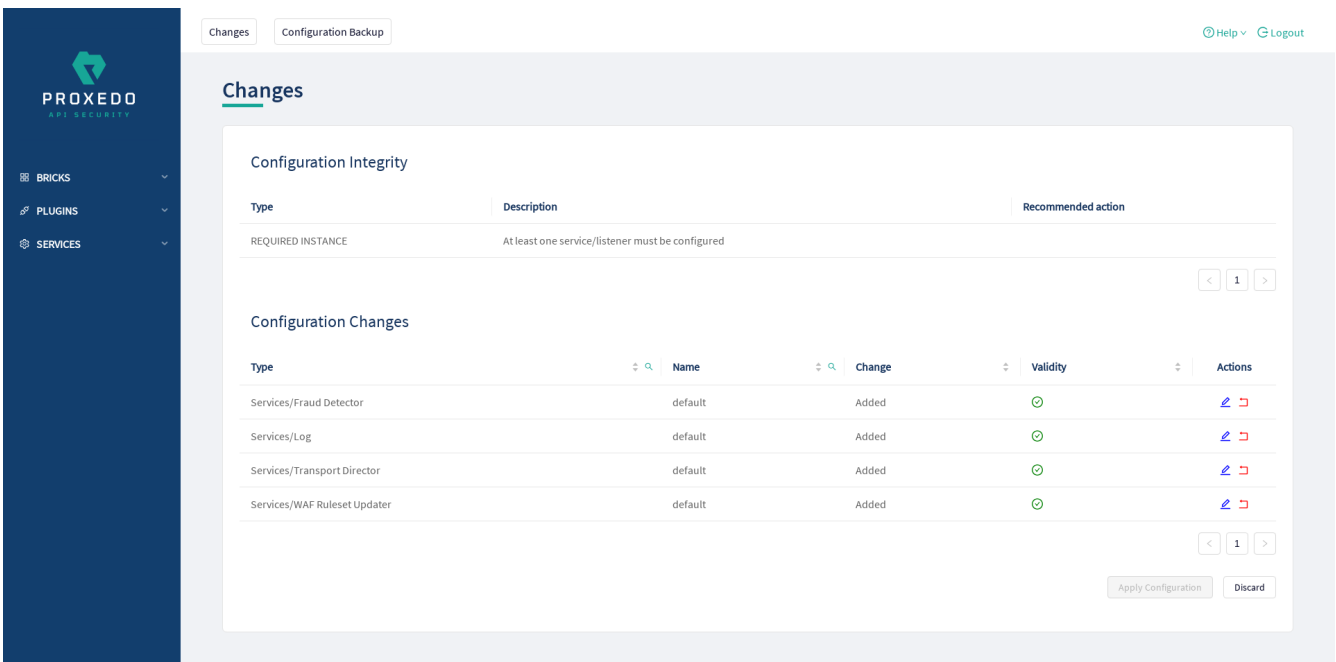 Changes Configuration Backup Help Logout
PROXEDO
API SECURITY
BRICKS
PLUGINS
SERVICES
Changes
Configuration Integrity
Type Description Recommended action
REQUIRED INSTANCE At least one service/listener must be configured
< 1 >
Configuration Changes
Type Name Change Validity Actions
Services/Fraud Detector default Added
Services/Log default Added
Services/Transport Director default Added
Services/WAF Ruleset Updater default Added
< 1 >
Apply Configuration Discard